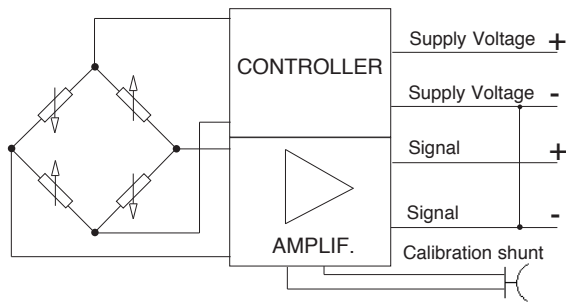 CONTROLLER
Supply Voltage +
Supply Voltage -
Signal +
Signal -
AMPLIF.
Calibration shunt